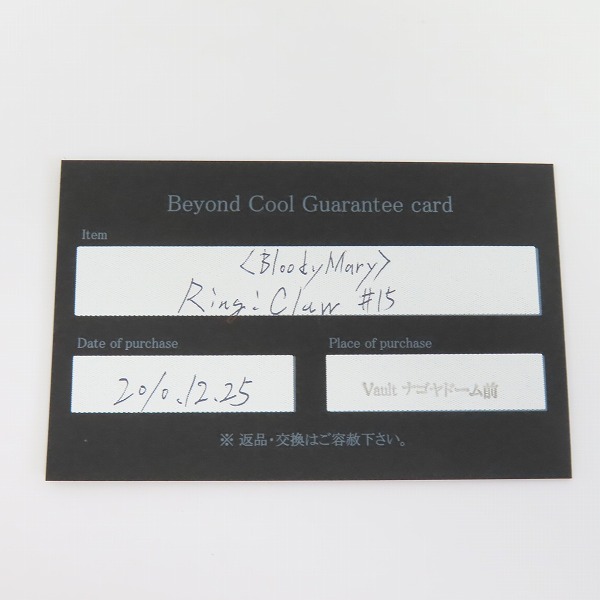 Beyond Cool Guarantee card
Item
<BloodyMary>
Ring: Claw #15
Date of purchase
Place of purchase
2010.12.25
Vault ナゴヤドーム前
※ 返品・交換はご容赦下さい。